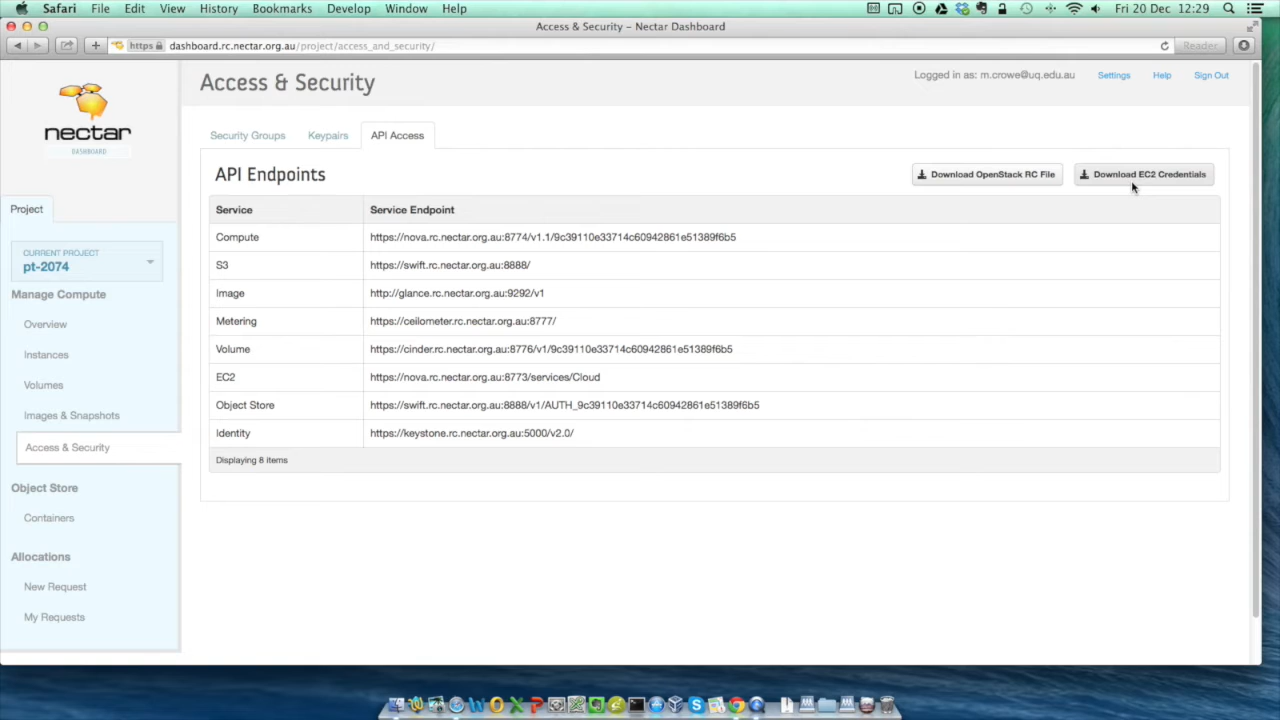 Safari File Edit View History Bookmarks Develop Window Help Fri 20 Dec 12:29
Access & Security - Nectar Dashboard
https dashboard.rc.nectar.org.au/project/access_and_security/ Reader
nectar
DASHBOARD
Access & Security
Logged in as: m.crowe@uq.edu.au Settings Help Sign Out
Security Groups Keypairs API Access
API Endpoints
Download OpenStack RC File Download EC2 Credentials
Service Service Endpoint
Compute https://nova.rc.nectar.org.au:8774/v1.1/9c39110e33714c60942861e51389f6b5
S3 https://swift.rc.nectar.org.au:8888/
Image http://glance.rc.nectar.org.au:9292/v1
Metering https://ceilometer.rc.nectar.org.au:8777/
Volume https://cinder.rc.nectar.org.au:8776/v1/9c39110e33714c60942861e51389f6b5
EC2 https://nova.rc.nectar.org.au:8773/services/Cloud
Object Store https://swift.rc.nectar.org.au:8888/v1/AUTH_9c39110e33714c60942861e51389f6b5
Identity https://keystone.rc.nectar.org.au:5000/v2.0/
Displaying 8 items
Project
CURRENT PROJECT
pt-2074
Manage Compute
Overview
Instances
Volumes
Images & Snapshots
Access & Security
Object Store
Containers
Allocations
New Request
My Requests